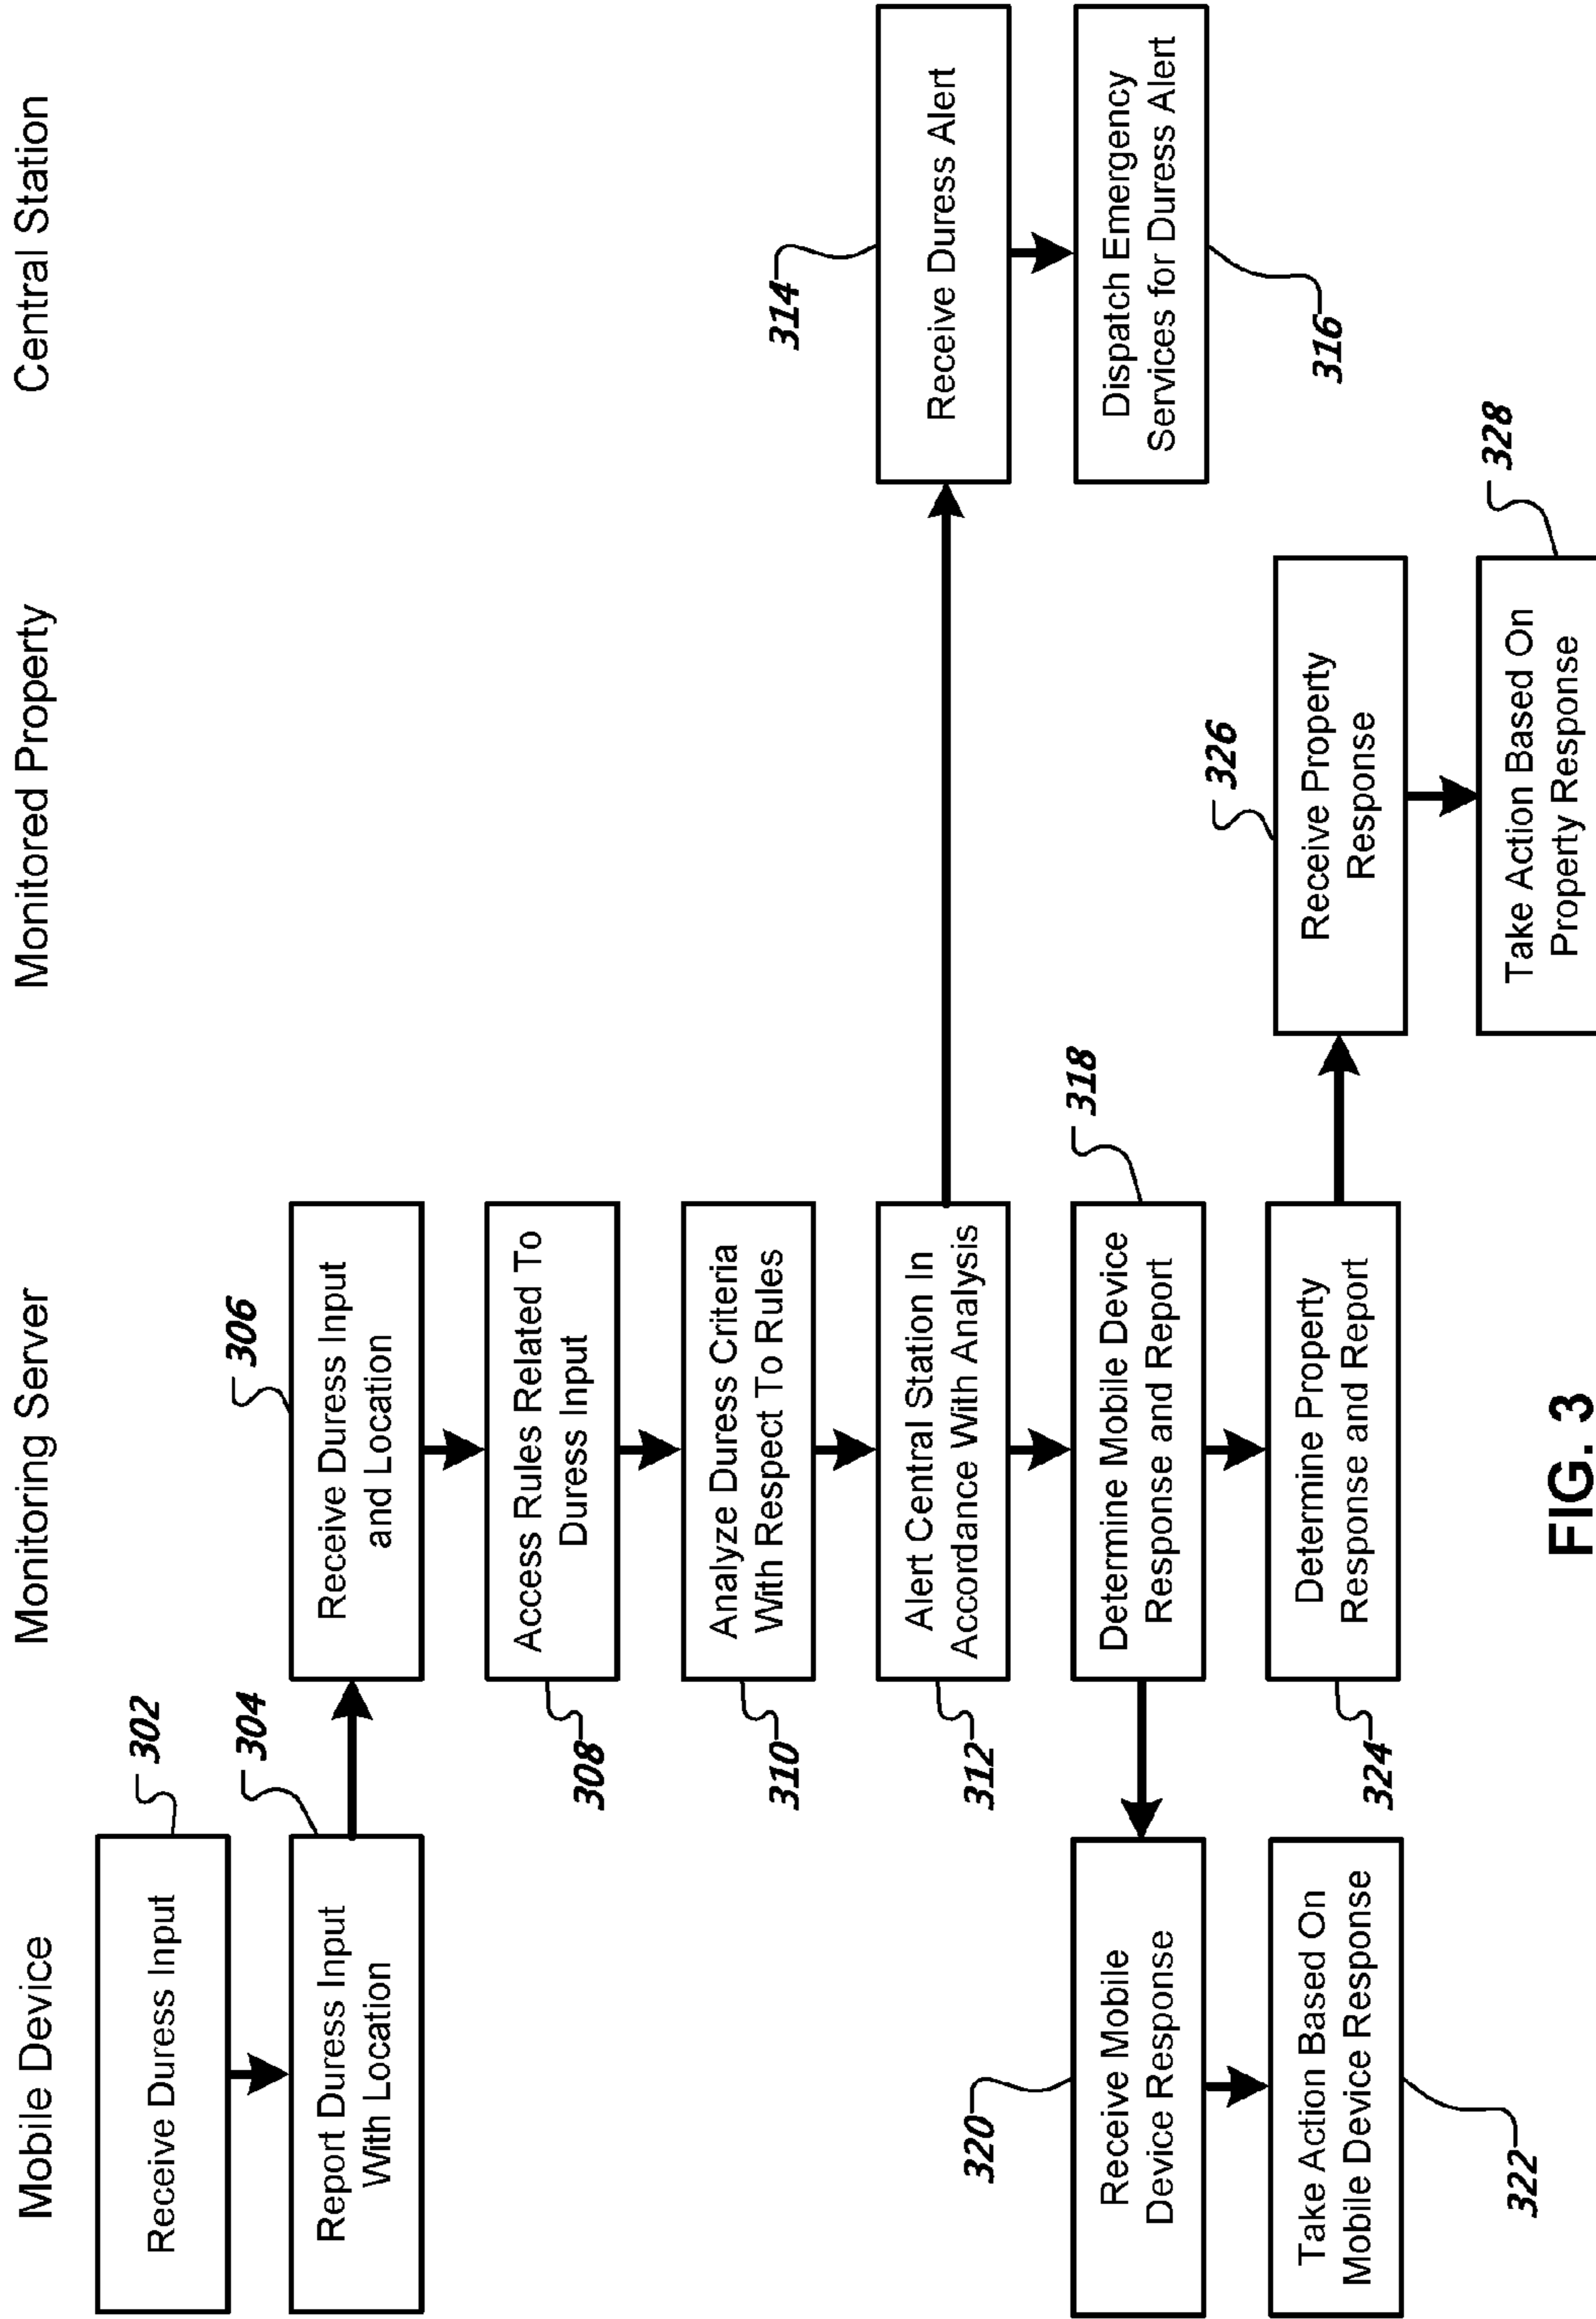 Mobile Device
Monitoring Server
Monitored Property
Central Station
302
Receive Duress Input
304
Report Duress Input
With Location
306
Receive Duress Input
and Location
308
Access Rules Related To
Duress Input
310
Analyze Duress Criteria
With Respect To Rules
312
Alert Central Station In
Accordance With Analysis
314
Receive Duress Alert
316
Dispatch Emergency
Services for Duress Alert
318
Determine Mobile Device
Response and Report
320
Receive Mobile
Device Response
322
Take Action Based On
Mobile Device Response
324
Determine Property
Response and Report
326
Receive Property
Response
328
Take Action Based On
Property Response
FIG. 3